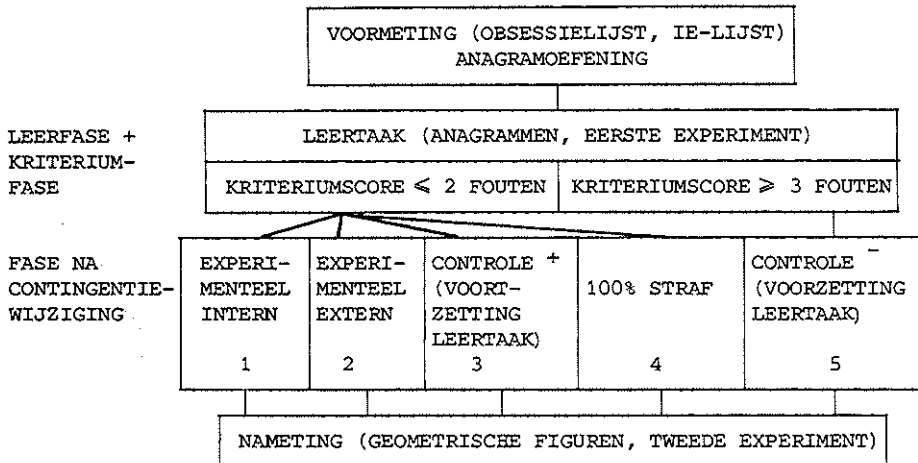 VOORMETING (OBSESSIELIJST, IE-LIJST)
ANAGRAMOEFENING
LEERFASE +
KRITERIUM-
FASE
LEERTAAK (ANAGRAMMEN, EERSTE EXPERIMENT)
KRITERIUMSCORE ⩽ 2 FOUTEN
KRITERIUMSCORE ⩾ 3 FOUTEN
FASE NA
CONTINGENTIE-
WIJZIGING
EXPERI-
MENTEEL
INTERN
1
EXPERI-
MENTEEL
EXTERN
2
CONTROLE +
(VOORT-
ZETTING
LEERTAAK)
3
100% STRAF
4
CONTROLE -
(VOORZETTING
LEERTAAK)
5
NAMETING (GEOMETRISCHE FIGUREN, TWEEDE EXPERIMENT)